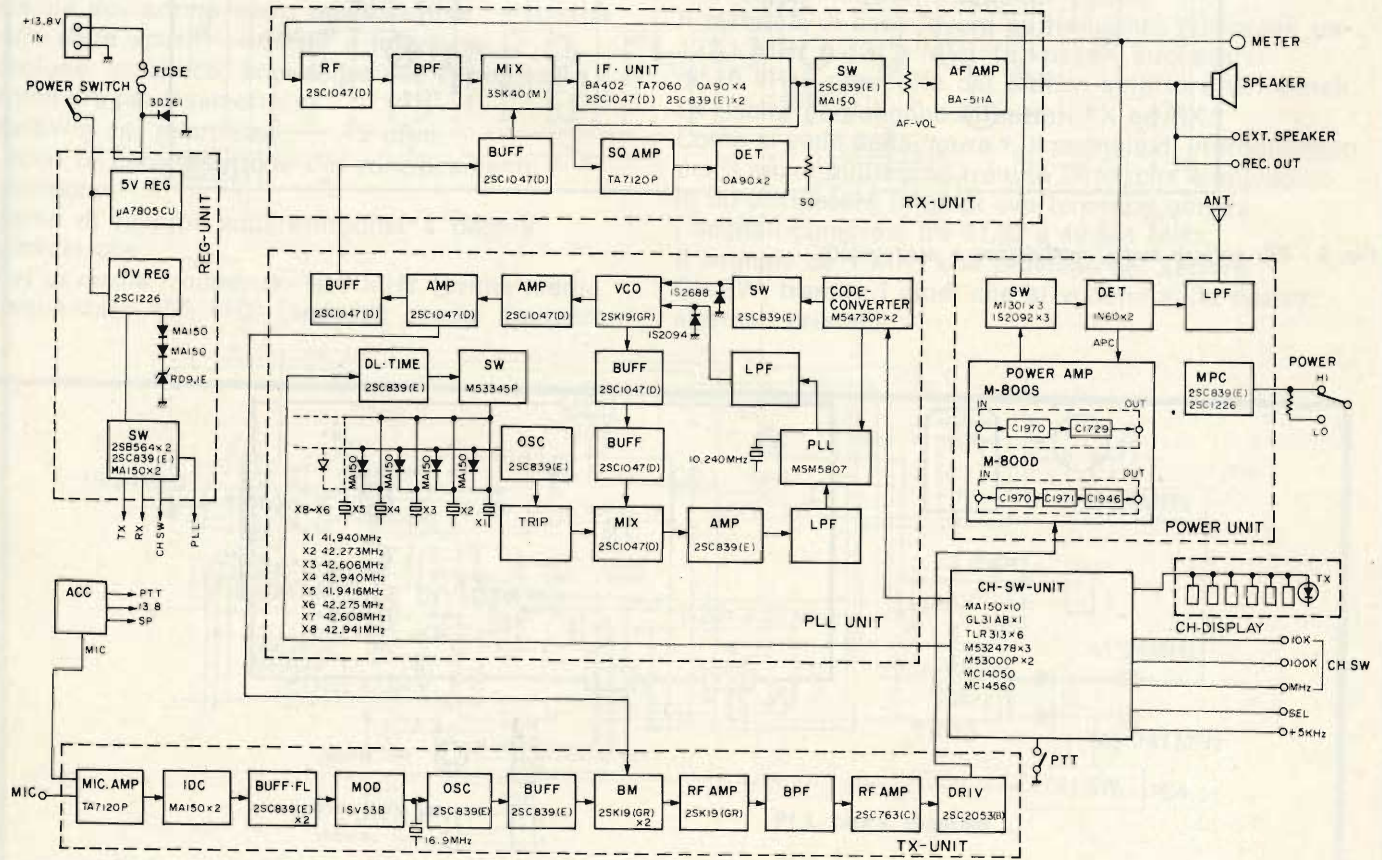 +13.8V
IN
FUSE
POWER SWITCH
3DZ61
5V REG
μA7805CU
10V REG
2SC1226
MA150
MA150
RD9.1E
SW
2SB564×2
2SC839(E)
MA150×2
REG-UNIT
TX
RX
CH SW
PLL
RF
2SC1047(D)
BPF
MIX
3SK40(M)
IF·UNIT
BA402 TA7060 OA90×4
2SC1047(D) 2SC839(E)×2
SW
2SC839(E)
MA150
AF AMP
BA-511A
AF-VOL
BUFF
2SC1047(D)
SQ AMP
TA7120P
DET
OA90×2
SQ
RX-UNIT
METER
SPEAKER
EXT. SPEAKER
REC. OUT
ANT.
BUFF
2SC1047(D)
AMP
2SC1047(D)
AMP
2SC1047(D)
VCO
2SK19(GR)
1S2688
1S2094
SW
2SC839(E)
CODE-
CONVERTER
M54730P×2
DL·TIME
2SC839(E)
SW
M53345P
BUFF
2SC1047(D)
LPF
OSC
2SC839(E)
BUFF
2SC1047(D)
10.240MHz
PLL
MSM5807
MA150
MA150
MA150
MA150
X8~X6
X5
X4
X3
X2
X1
TRIP
MIX
2SC1047(D)
AMP
2SC839(E)
LPF
X1 41,940MHz
X2 42,273MHz
X3 42,606MHz
X4 42,940MHz
X5 41,9416MHz
X6 42,275MHz
X7 42,608MHz
X8 42,941MHz
PLL UNIT
SW
M1301×3
1S2092×3
DET
1N60×2
LPF
APC
POWER AMP
M-800S
IN
OUT
C1970
C1729
M-800D
IN
OUT
C1970
C1971
C1946
MPC
2SC839(E)
2SC1226
POWER
HI
LO
POWER UNIT
ACC
PTT
13.8
SP
MIC
CH-SW-UNIT
MA150×10
GL31AB×1
TLR313×6
M53247B×3
M53000P×2
MC14050
MC14560
TX
CH-DISPLAY
10K
100K
MHz
CH SW
SEL
+5KHz
PTT
MIC
MIC. AMP
TA7120P
IDC
MA150×2
BUFF·FL
2SC839(E)
×2
MOD
1SV53B
16.9MHz
OSC
2SC839(E)
BUFF
2SC839(E)
BM
2SK19(GR)
×2
RF AMP
2SK19(GR)
BPF
RF AMP
2SC763(C)
DRIV
2SC2053(B)
TX-UNIT